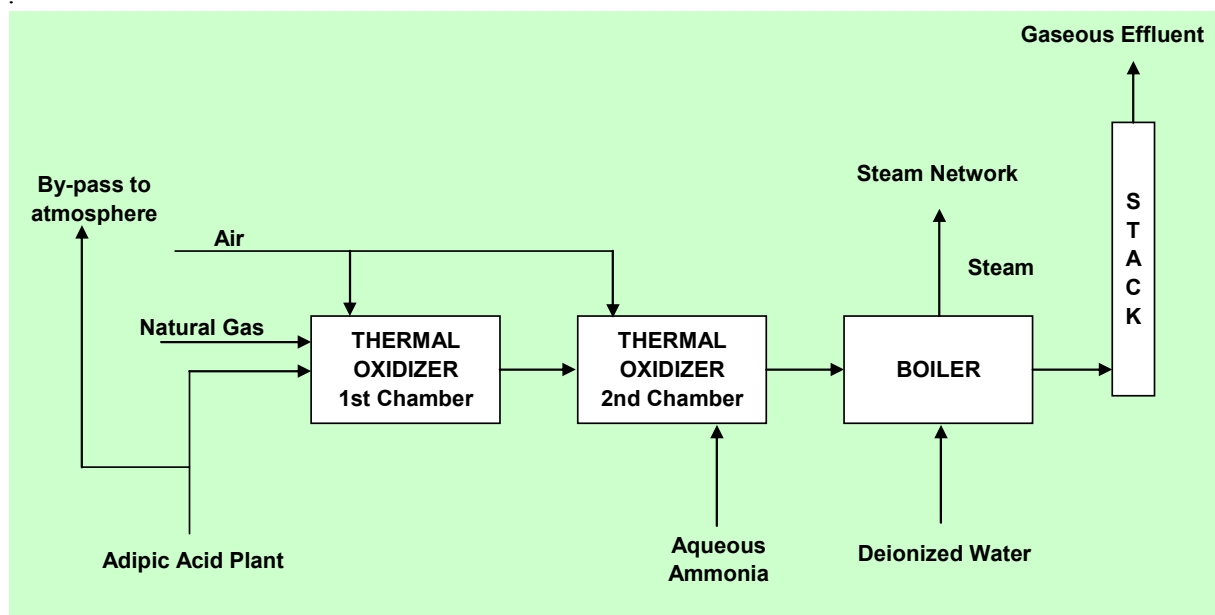 .
Gaseous Effluent
By-pass to
atmosphere
Steam Network
Air
Steam
S
T
A
C
K
Natural Gas
THERMAL
OXIDIZER
1st Chamber
THERMAL
OXIDIZER
2nd Chamber
BOILER
Adipic Acid Plant
Aqueous
Ammonia
Deionized Water